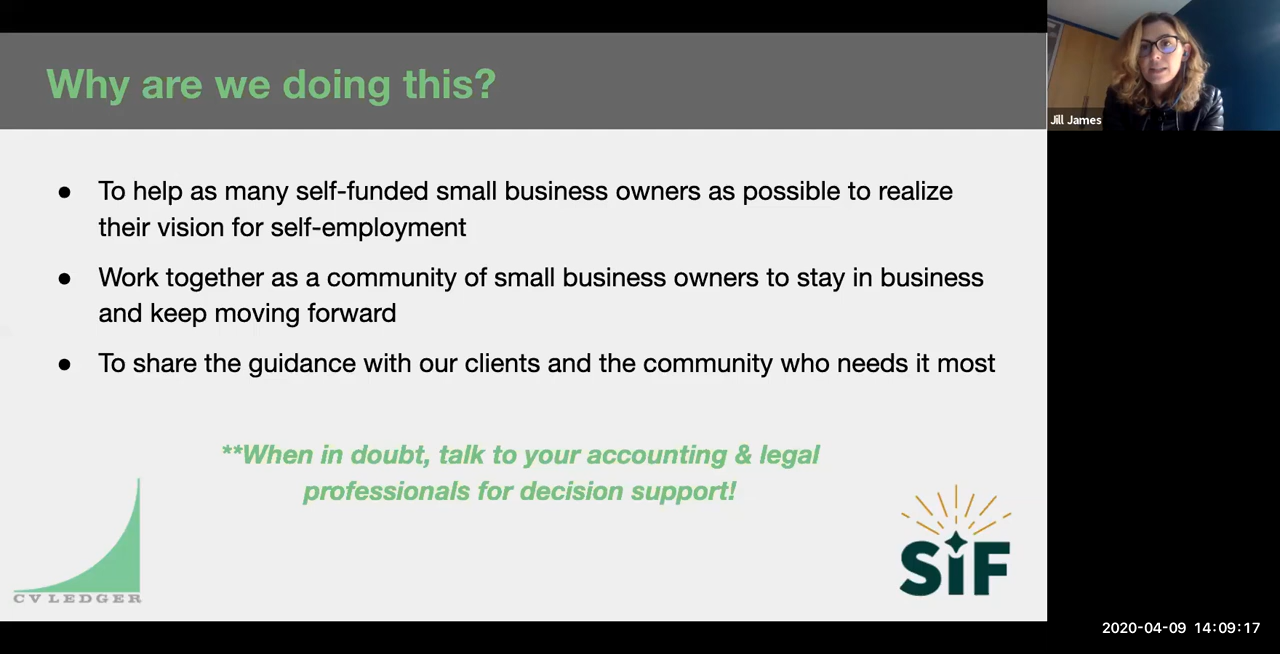 Why are we doing this?
Jill James
● To help as many self-funded small business owners as possible to realize
their vision for self-employment
● Work together as a community of small business owners to stay in business
and keep moving forward
● To share the guidance with our clients and the community who needs it most
**When in doubt, talk to your accounting & legal
professionals for decision support!
CVLEDGER
SiF
2020-04-09 14:09:17